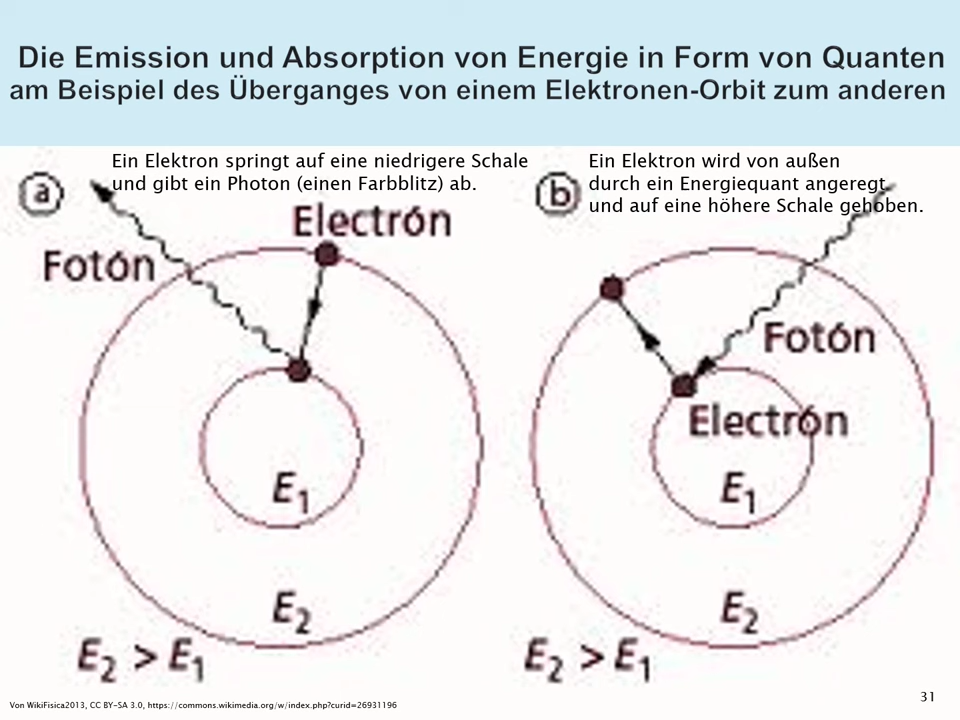 Die Emission und Absorption von Energie in Form von Quanten
am Beispiel des Überganges von einem Elektronen-Orbit zum anderen
a
Ein Elektron springt auf eine niedrigere Schale
und gibt ein Photon (einen Farbblitz) ab.
Electrón
Fotón
E1
E2
E2 > E1
b
Ein Elektron wird von außen
durch ein Energiequant angeregt
und auf eine höhere Schale gehoben.
Fotón
Electrón
E1
E2
E2 > E1
Von WikiFisica2013, CC BY-SA 3.0, https://commons.wikimedia.org/w/index.php?curid=26931196
31